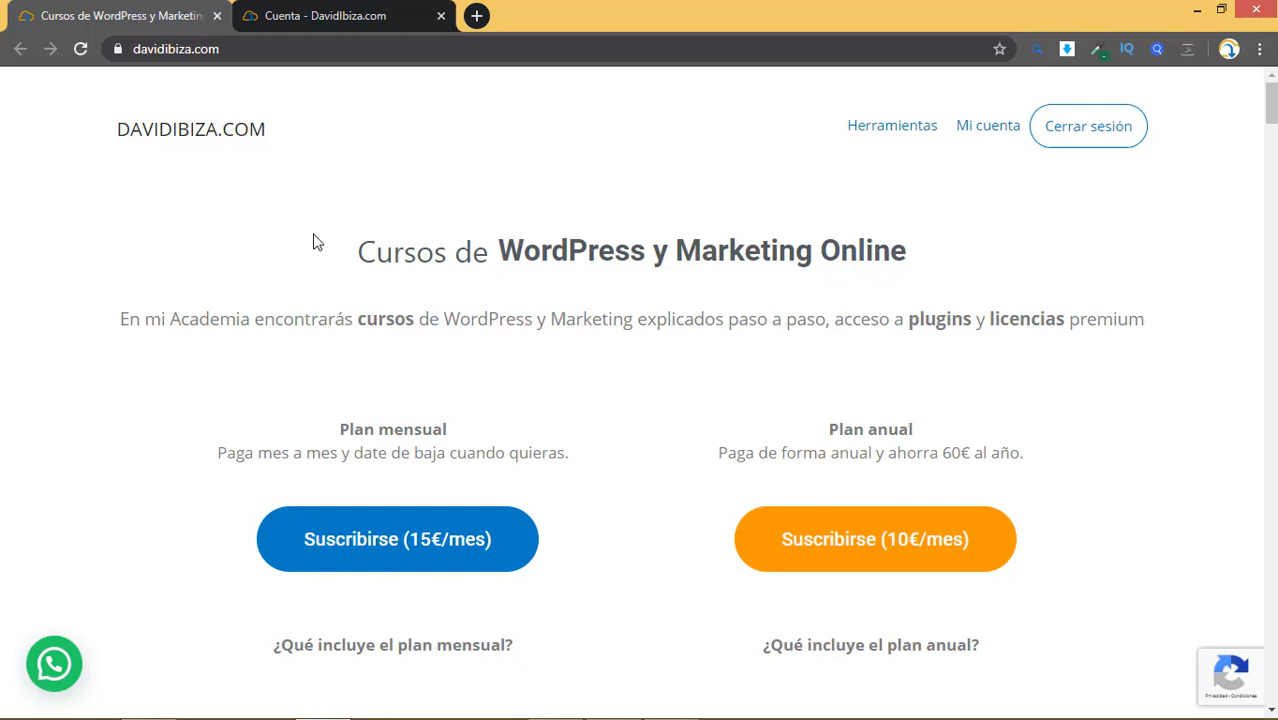 Cursos de WordPress y Marketin
Cuenta - DavidIbiza.com
davidibiza.com
IQ
DAVIDIBIZA.COM
Herramientas
Mi cuenta
Cerrar sesión
Cursos de WordPress y Marketing Online
En mi Academia encontrarás cursos de WordPress y Marketing explicados paso a paso, acceso a plugins y licencias premium
Plan mensual
Paga mes a mes y date de baja cuando quieras.
Suscribirse (15€/mes)
¿Qué incluye el plan mensual?
Plan anual
Paga de forma anual y ahorra 60€ al año.
Suscribirse (10€/mes)
¿Qué incluye el plan anual?
Privacidad - Condiciones